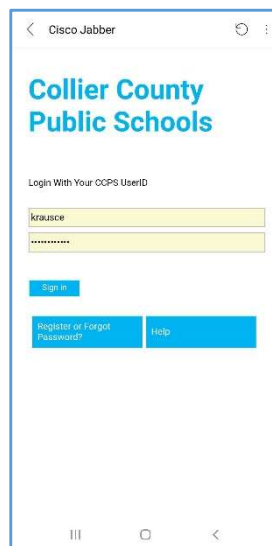 Cisco Jabber
Collier County
Public Schools
Login With Your CCPS UserID
krausce
••••••••••••
Sign in
Register or Forgot
Password?
Help